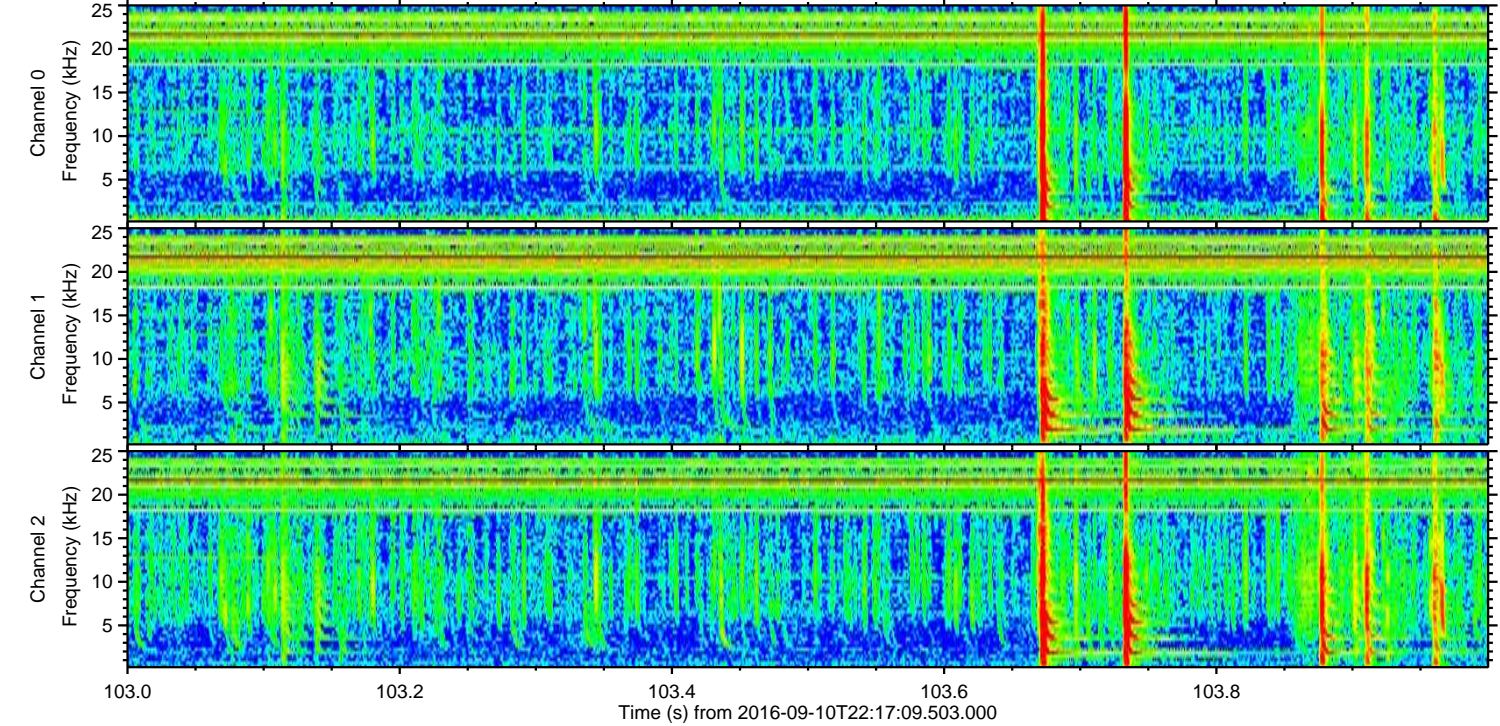 Channel 0
Frequency (kHz)
25
20
15
10
5
Channel 1
Frequency (kHz)
25
20
15
10
5
Channel 2
Frequency (kHz)
25
20
15
10
5
103.0 103.2 103.4 103.6 103.8
Time (s) from 2016-09-10T22:17:09.503.000